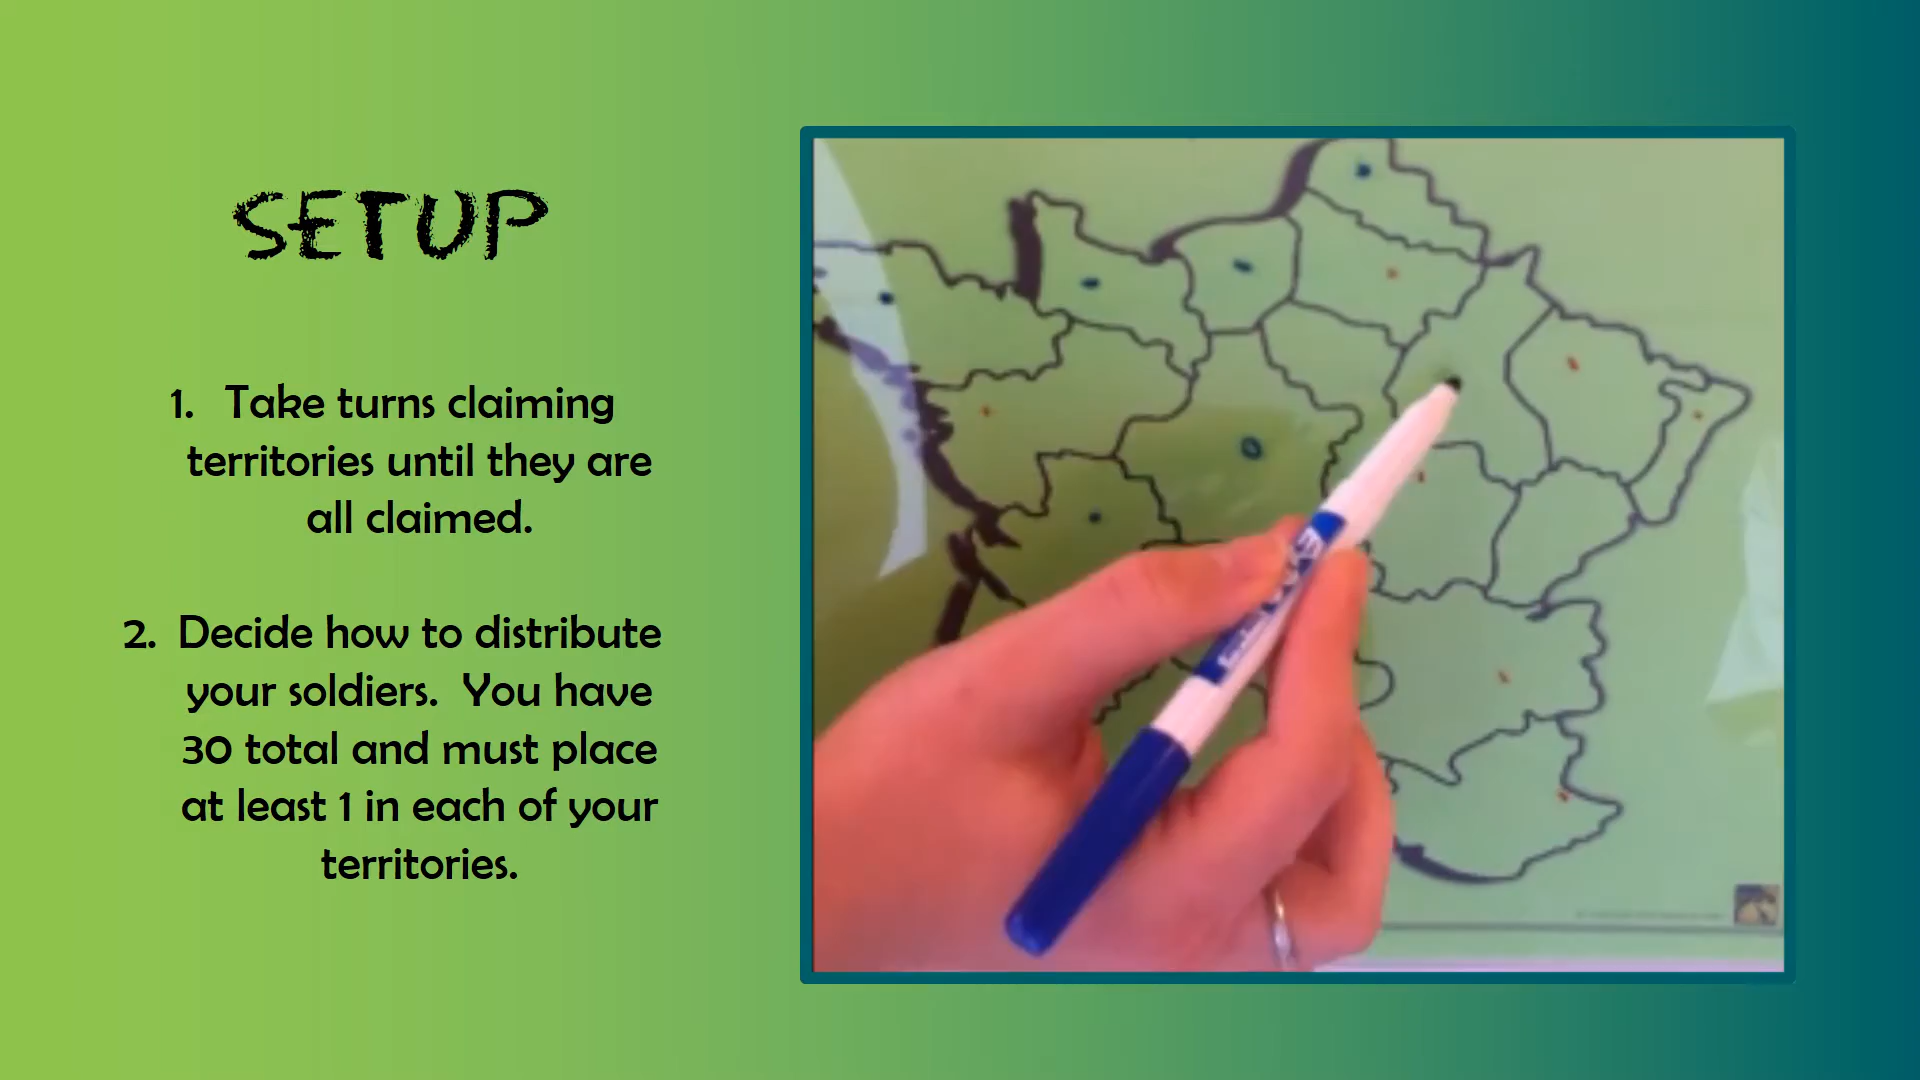 SETUP
1. Take turns claiming
territories until they are
all claimed.
2. Decide how to distribute
your soldiers. You have
30 total and must place
at least 1 in each of your
territories.